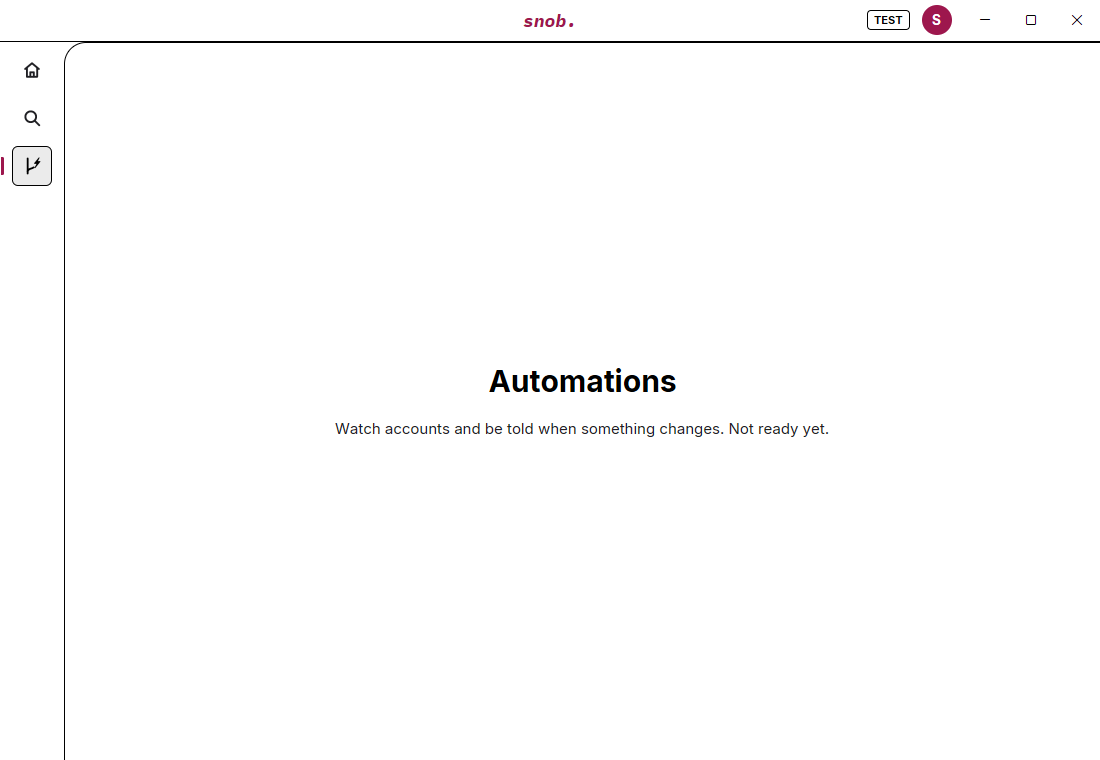 snob.
TEST
S
Automations
Watch accounts and be told when something changes. Not ready yet.